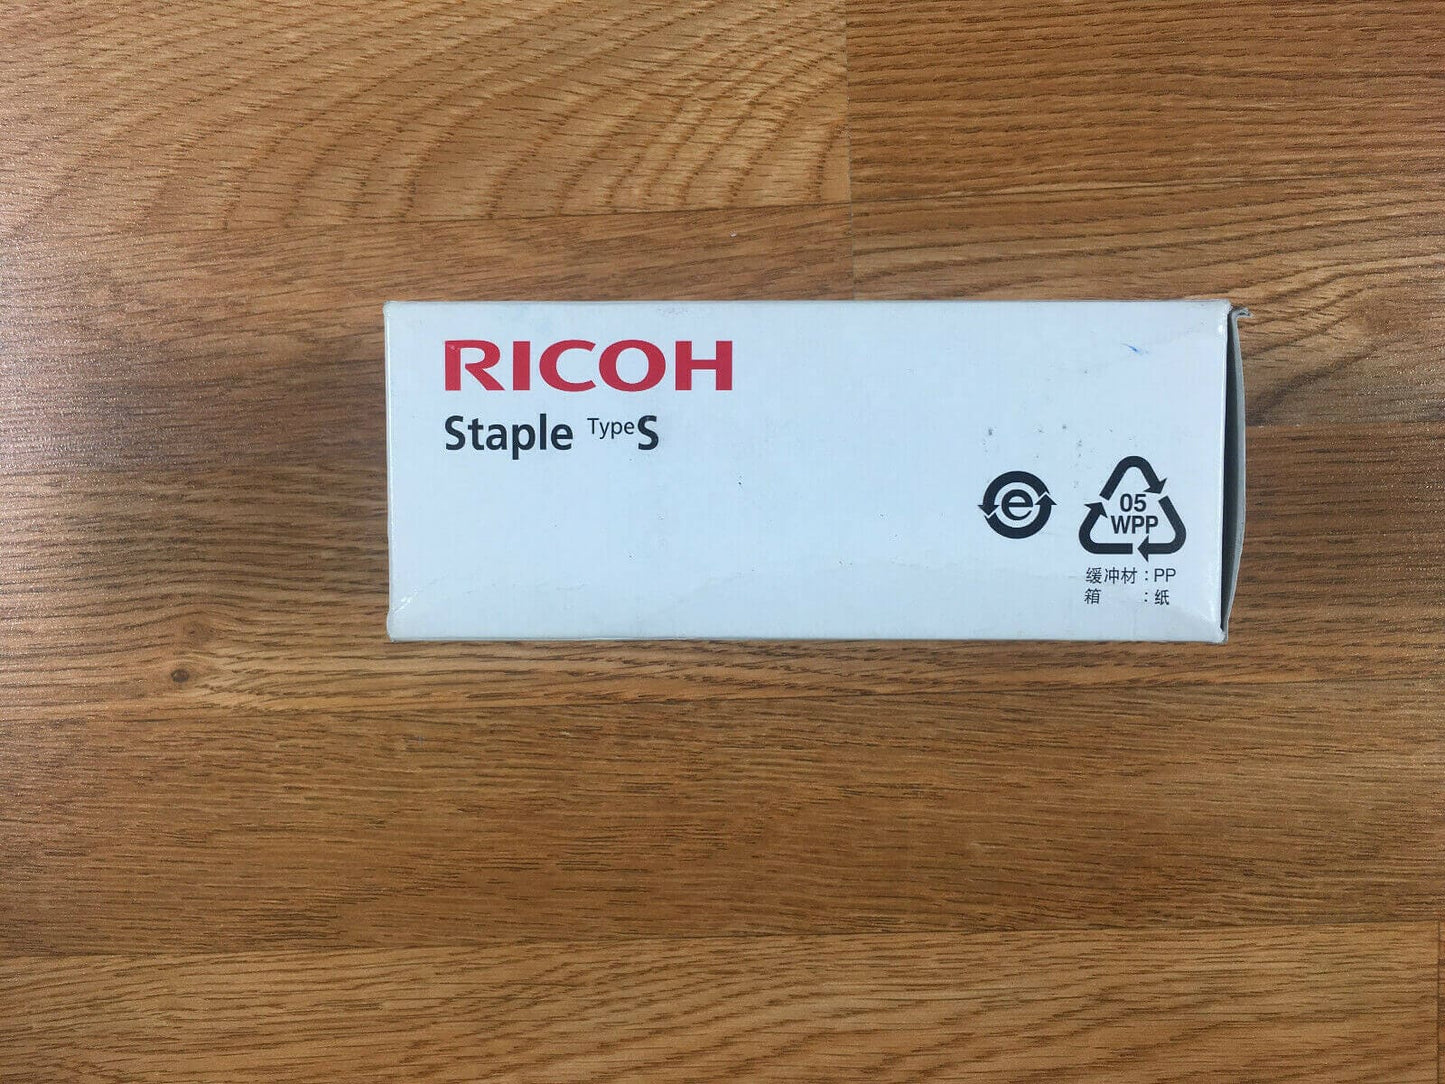 RICOH
Staple Type S
e
05
WPP
缓冲材：PP
箱　　：纸